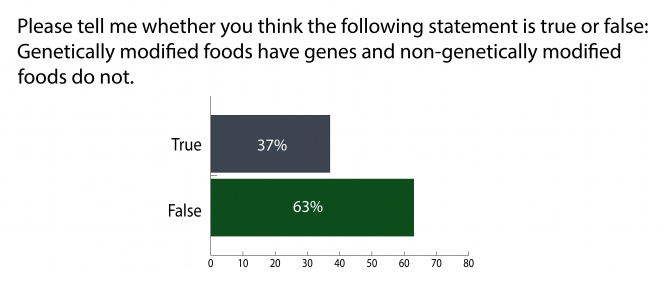 Please tell me whether you think the following statement is true or false:
Genetically modified foods have genes and non-genetically modified
foods do not.
True
37%
False
63%
0 10 20 30 40 50 60 70 80